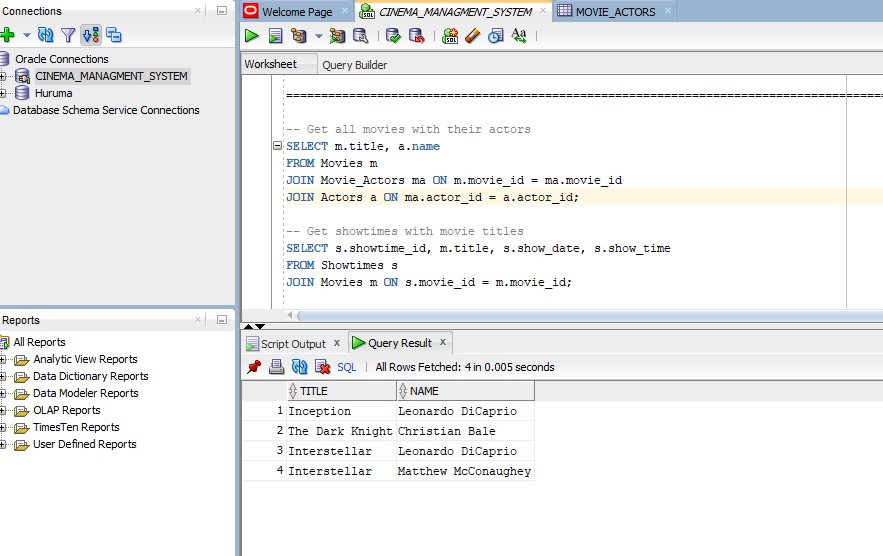 Connections
Oracle Connections
CINEMA_MANAGMENT_SYSTEM
Huruma
Database Schema Service Connections
Reports
All Reports
Analytic View Reports
Data Dictionary Reports
Data Modeler Reports
OLAP Reports
TimesTen Reports
User Defined Reports
Welcome Page
CINEMA_MANAGMENT_SYSTEM
MOVIE_ACTORS
SQL
Aa
Worksheet
Query Builder
=====================================================================================
-- Get all movies with their actors
SELECT m.title, a.name
FROM Movies m
JOIN Movie_Actors ma ON m.movie_id = ma.movie_id
JOIN Actors a ON ma.actor_id = a.actor_id;
-- Get showtimes with movie titles
SELECT s.showtime_id, m.title, s.show_date, s.show_time
FROM Showtimes s
JOIN Movies m ON s.movie_id = m.movie_id;
Script Output x
Query Result x
SQL | All Rows Fetched: 4 in 0.005 seconds
TITLE NAME
1 Inception Leonardo DiCaprio
2 The Dark Knight Christian Bale
3 Interstellar Leonardo DiCaprio
4 Interstellar Matthew McConaughey